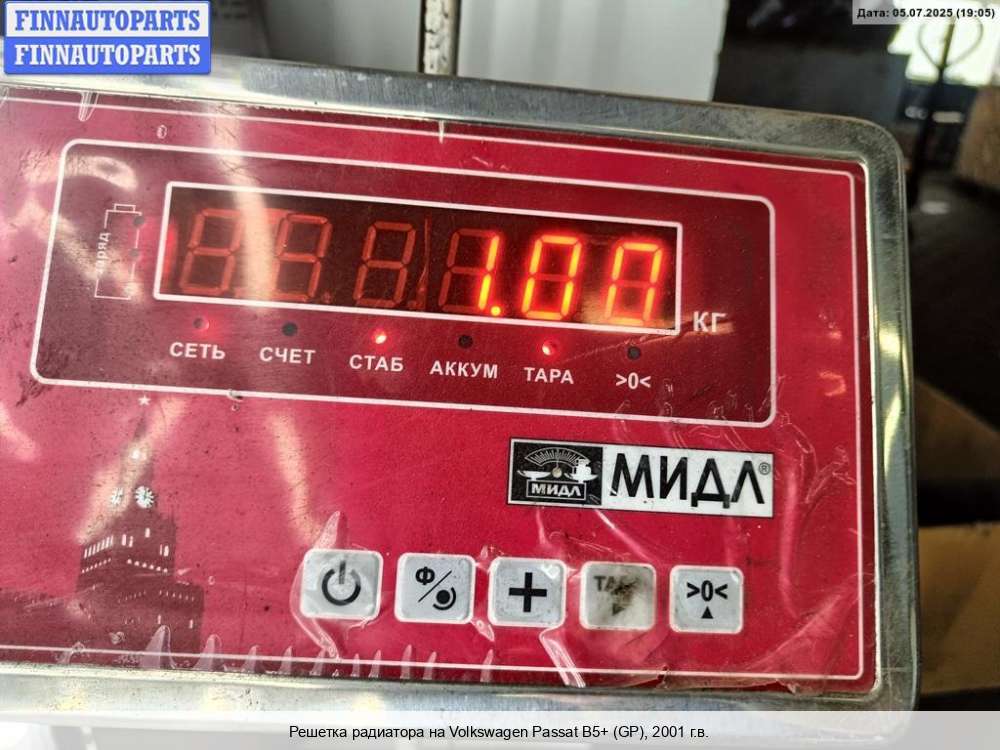 FINNAUTOPARTS
FINNAUTOPARTS
Дата: 05.07.2025 (19:05)
1.00
кг
СЕТЬ СЧЕТ СТАБ АККУМ ТАРА >0<
МИДЛ МИДЛ®
Ф + >0<
Решетка радиатора на Volkswagen Passat B5+ (GP), 2001 г.в.